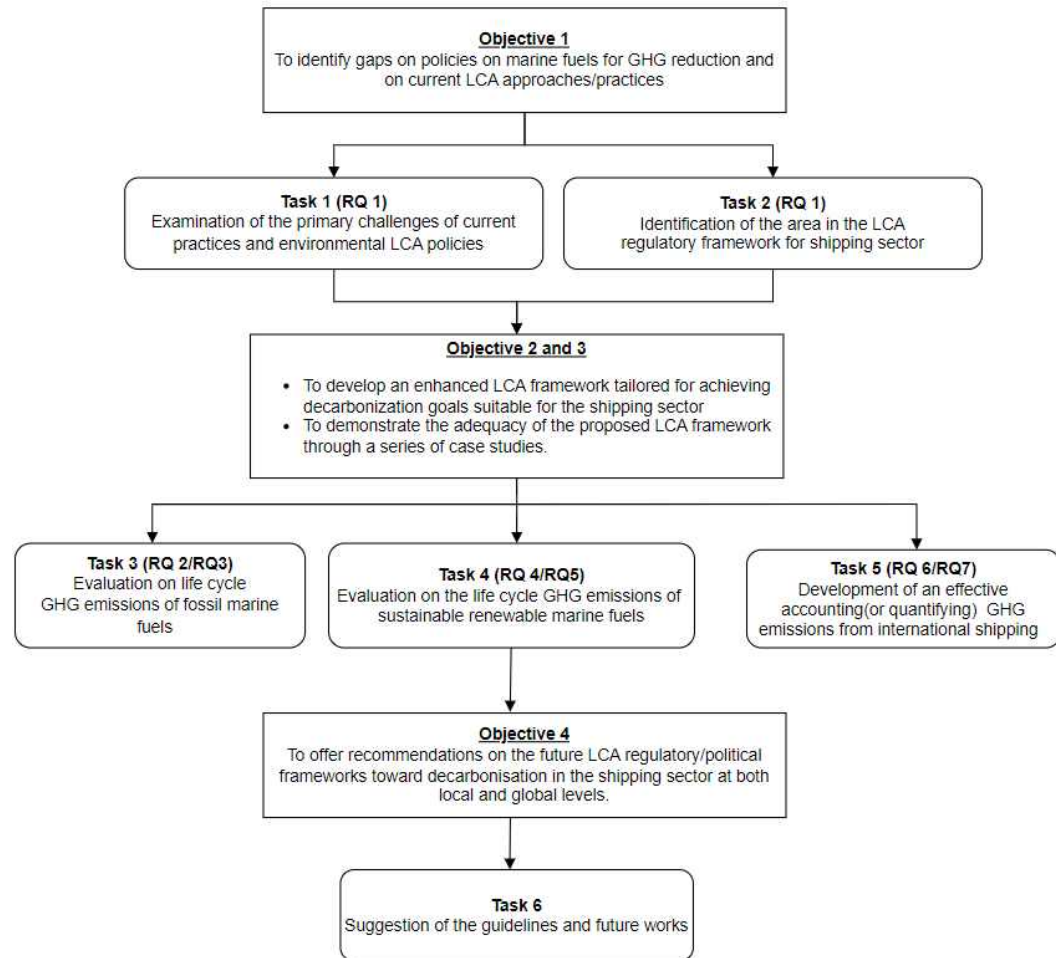 Objective 1
To identify gaps on policies on marine fuels for GHG reduction and
on current LCA approaches/practices
Task 1 (RQ 1)
Examination of the primary challenges of current
practices and environmental LCA policies
Task 2 (RQ 1)
Identification of the area in the LCA
regulatory framework for shipping sector
Objective 2 and 3
• To develop an enhanced LCA framework tailored for achieving
decarbonization goals suitable for the shipping sector
• To demonstrate the adequacy of the proposed LCA framework
through a series of case studies.
Task 3 (RQ 2/RQ3)
Evaluation on life cycle
GHG emissions of fossil marine
fuels
Task 4 (RQ 4/RQ5)
Evaluation on the life cycle GHG emissions of
sustainable renewable marine fuels
Task 5 (RQ 6/RQ7)
Development of an effective
accounting(or quantifying) GHG
emissions from international shipping
Objective 4
To offer recommendations on the future LCA regulatory/political
frameworks toward decarbonisation in the shipping sector at both
local and global levels.
Task 6
Suggestion of the guidelines and future works